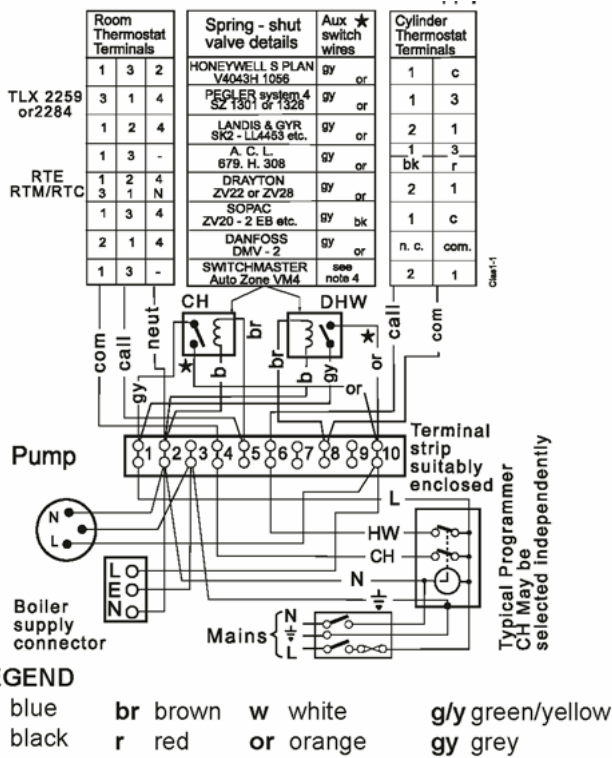 Room Thermostat Terminals
Spring - shut valve details
Aux ★ switch wires
Cylinder Thermostat Terminals
1 3 2 HONEYWELL S PLAN V4043H 1056 gy or 1 c
TLX 2259 or2284
3 1 4 PEGLER system 4 SZ 1301 or 1326 gy or 1 3
1 2 4 LANDIS & GYR SK2 - LL4453 etc. gy or 2 1
1 3 - A. C. L. 679. H. 308 gy or 1 3 bk r
RTE RTM/RTC
1 2 4 3 1 N DRAYTON ZV22 or ZV28 gy or 2 1
1 3 4 SOPAC ZV20 - 2 EB etc. gy bk 1 c
2 1 4 DANFOSS DMV - 2 gy or n. c. com.
1 3 - SWITCHMASTER Auto Zone VM4 see note 4 2 1
Clas1-1
CH DHW
com call neut gy ★ b br br b gy or ★ or call com
1 2 3 4 5 6 7 8 9 10
Terminal strip suitably enclosed
Pump
N
L
L
HW
CH
N
Typical Programmer CH May be selected independently
L
E
N
Boiler supply connector
Mains
N
L
EGEND
blue br brown w white g/y green/yellow
black r red or orange gy grey